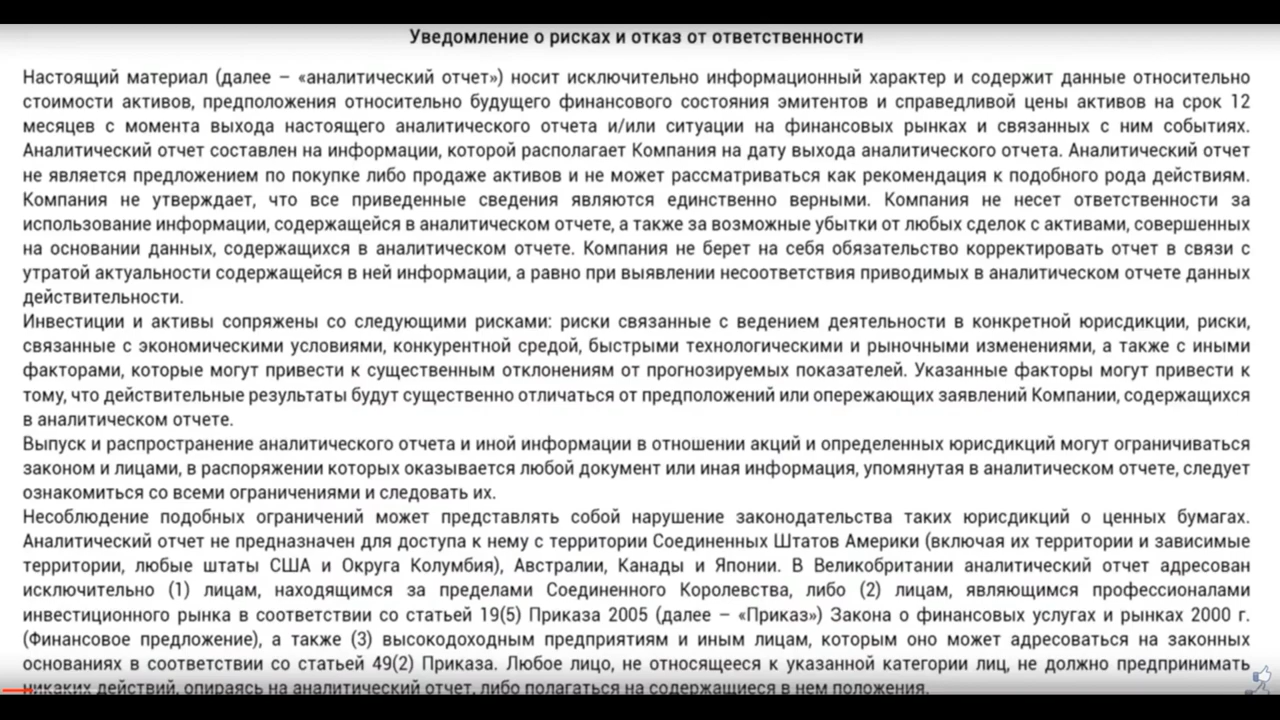 Уведомление о рисках и отказ от ответственности
Настоящий материал (далее – «аналитический отчет») носит исключительно информационный характер и содержит данные относительно
стоимости активов, предположения относительно будущего финансового состояния эмитентов и справедливой цены активов на срок 12
месяцев с момента выхода настоящего аналитического отчета и/или ситуации на финансовых рынках и связанных с ним событиях.
Аналитический отчет составлен на информации, которой располагает Компания на дату выхода аналитического отчета. Аналитический отчет
не является предложением по покупке либо продаже активов и не может рассматриваться как рекомендация к подобного рода действиям.
Компания не утверждает, что все приведенные сведения являются единственно верными. Компания не несет ответственности за
использование информации, содержащейся в аналитическом отчете, а также за возможные убытки от любых сделок с активами, совершенных
на основании данных, содержащихся в аналитическом отчете. Компания не берет на себя обязательство корректировать отчет в связи с
утратой актуальности содержащейся в ней информации, а равно при выявлении несоответствия приводимых в аналитическом отчете данных
действительности.
Инвестиции и активы сопряжены со следующими рисками: риски связанные с ведением деятельности в конкретной юрисдикции, риски,
связанные с экономическими условиями, конкурентной средой, быстрыми технологическими и рыночными изменениями, а также с иными
факторами, которые могут привести к существенным отклонениям от прогнозируемых показателей. Указанные факторы могут привести к
тому, что действительные результаты будут существенно отличаться от предположений или опережающих заявлений Компании, содержащихся
в аналитическом отчете.
Выпуск и распространение аналитического отчета и иной информации в отношении акций и определенных юрисдикций могут ограничиваться
законом и лицами, в распоряжении которых оказывается любой документ или иная информация, упомянутая в аналитическом отчете, следует
ознакомиться со всеми ограничениями и следовать их.
Несоблюдение подобных ограничений может представлять собой нарушение законодательства таких юрисдикций о ценных бумагах.
Аналитический отчет не предназначен для доступа к нему с территории Соединенных Штатов Америки (включая их территории и зависимые
территории, любые штаты США и Округа Колумбия), Австралии, Канады и Японии. В Великобритании аналитический отчет адресован
исключительно (1) лицам, находящимся за пределами Соединенного Королевства, либо (2) лицам, являющимся профессионалами
инвестиционного рынка в соответствии со статьей 19(5) Приказа 2005 (далее – «Приказ») Закона о финансовых услугах и рынках 2000 г.
(Финансовое предложение), а также (3) высокодоходным предприятиям и иным лицам, которым оно может адресоваться на законных
основаниях в соответствии со статьей 49(2) Приказа. Любое лицо, не относящееся к указанной категории лиц, не должно предпринимать
никаких действий, опираясь на аналитический отчет, либо полагаться на содержащиеся в нем положения.